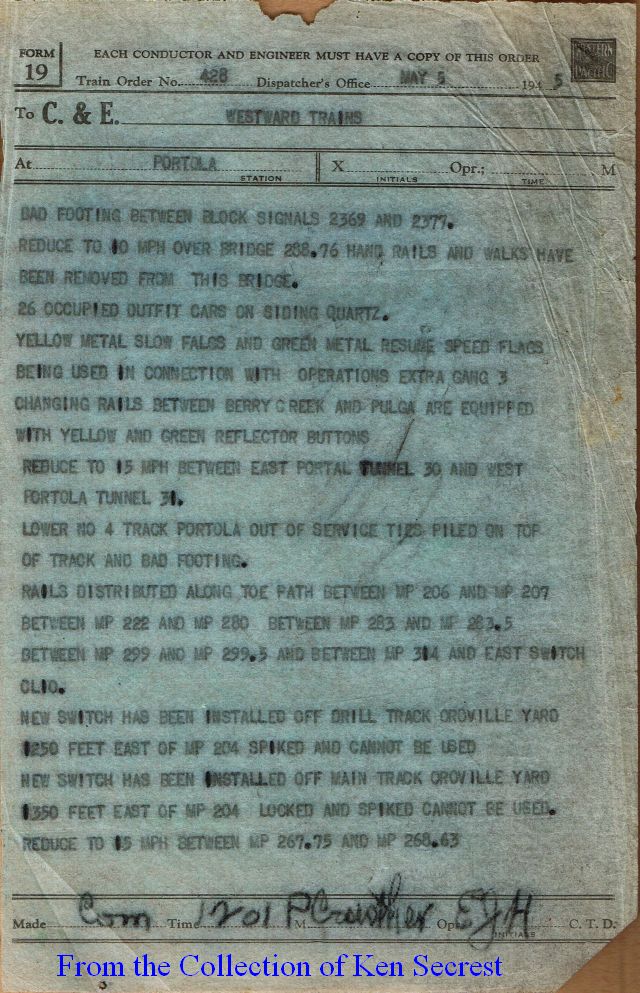 FORM 19
EACH CONDUCTOR AND ENGINEER MUST HAVE A COPY OF THIS ORDER
WESTERN PACIFIC
Train Order No. 428 Dispatcher's Office MAY 5 1945
To C. & E. WESTWARD TRAINS
At PORTOLA X Opr.; M
STATION INITIALS TIME
BAD FOOTING BETWEEN BLOCK SIGNALS 2369 AND 2377.
REDUCE TO 10 MPH OVER BRIDGE 288.76 HAND RAILS AND WALKS HAVE
BEEN REMOVED FROM THIS BRIDGE.
26 OCCUPIED OUTFIT CARS ON SIDING QUARTZ.
YELLOW METAL SLOW FALGS AND GREEN METAL RESUME SPEED FLAGS
BEING USED IN CONNECTION WITH OPERATIONS EXTRA GANG 3
CHANGING RAILS BETWEEN BERRY CREEK AND PULGA ARE EQUIPPED
WITH YELLOW AND GREEN REFLECTOR BUTTONS
REDUCE TO 15 MPH BETWEEN EAST PORTAL TUNNEL 30 AND WEST
PORTOLA TUNNEL 31.
LOWER NO 4 TRACK PORTOLA OUT OF SERVICE TIES PILED ON TOP
OF TRACK AND BAD FOOTING.
RAILS DISTRIBUTED ALONG TOE PATH BETWEEN MP 206 AND MP 207
BETWEEN MP 222 AND MP 280 BETWEEN MP 283 AND MP 283.5
BETWEEN MP 299 AND MP 299.5 AND BETWEEN MP 314 AND EAST SWITCH
CLIO.
NEW SWITCH HAS BEEN INSTALLED OFF DRILL TRACK OROVILLE YARD
1250 FEET EAST OF MP 204 SPIKED AND CANNOT BE USED
NEW SWITCH HAS BEEN INSTALLED OFF MAIN TRACK OROVILLE YARD
1350 FEET EAST OF MP 204 LOCKED AND SPIKED CANNOT BE USED.
REDUCE TO 15 MPH BETWEEN MP 267.75 AND MP 268.63
Made Com Time 1201 P M Crowther Opr. EJH C. T. D.
INITIALS
From the Collection of Ken Secrest